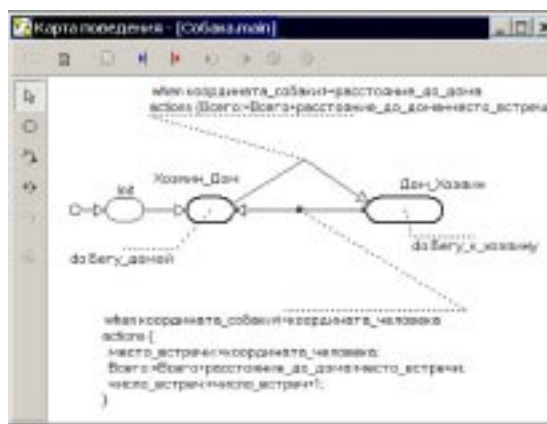 Карта поведения - [Собака.main]
when координата_собаки>=расстояние_до_дома
actions {Всего:=Всего+расстояние_до_дома-место_встречи
Init
Хозяин_Дом
Дом_Хозяин
do Бегу_домой
do Бегу_к_хозяину
when координата_собаки<=координата_человека
actions {
место_встречи:=координата_человека;
Всего:=Всего+расстояние_до_дома-место_встречи;
число_встреч:=число_встреч+1;
}